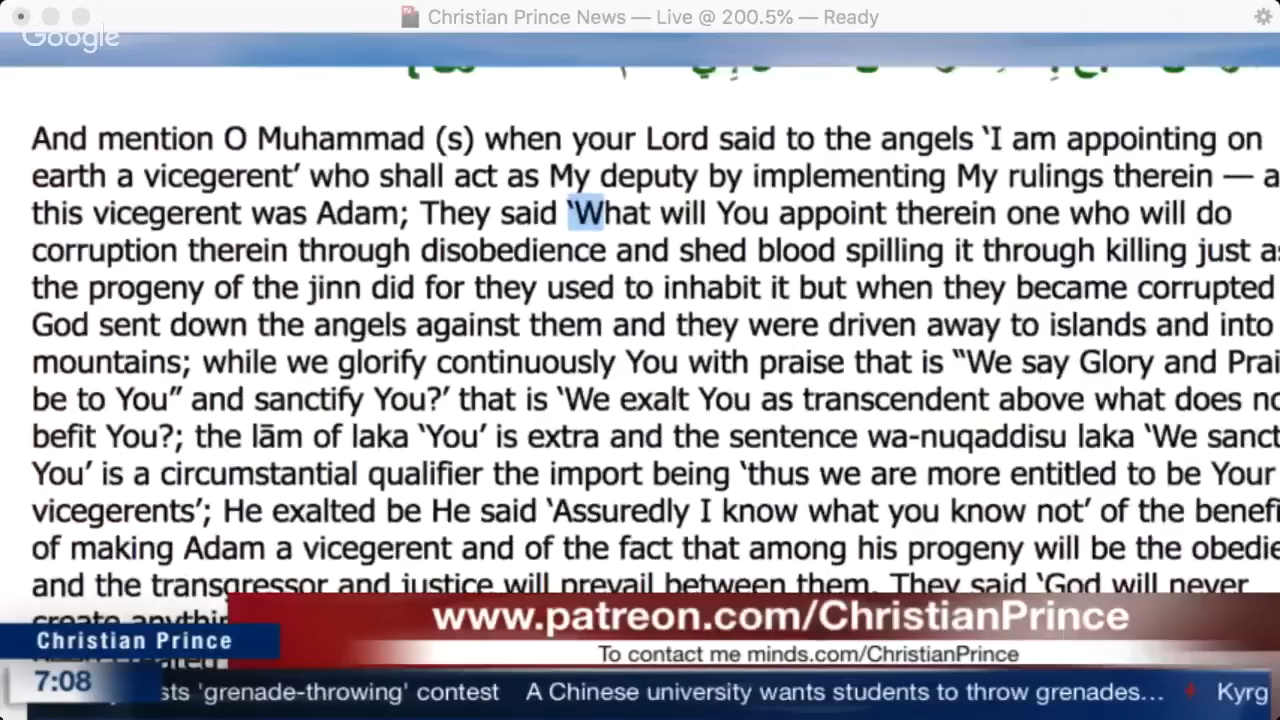 Christian Prince News — Live @ 200.5% — Ready
Google
And mention O Muhammad (s) when your Lord said to the angels ‘I am appointing on
earth a vicegerent’ who shall act as My deputy by implementing My rulings therein —
this vicegerent was Adam; They said ‘What will You appoint therein one who will do
corruption therein through disobedience and shed blood spilling it through killing just as
the progeny of the jinn did for they used to inhabit it but when they became corrupted
God sent down the angels against them and they were driven away to islands and into
mountains; while we glorify continuously You with praise that is “We say Glory and
be to You” and sanctify You?’ that is ‘We exalt You as transcendent above what does
befit You?; the lām of laka ‘You’ is extra and the sentence wa-nuqaddisu laka ‘We
You’ is a circumstantial qualifier the import being ‘thus we are more entitled to be Your
vicegerents’; He exalted be He said ‘Assuredly I know what you know not’ of the
of making Adam a vicegerent and of the fact that among his progeny will be the
and the transgressor and justice will prevail between them. They said ‘God will never
create
www.patreon.com/ChristianPrince
Christian Prince
To contact me minds.com/ChristianPrince
7:08
'grenade-throwing' contest A Chinese university wants students to throw grenades... Kyrg